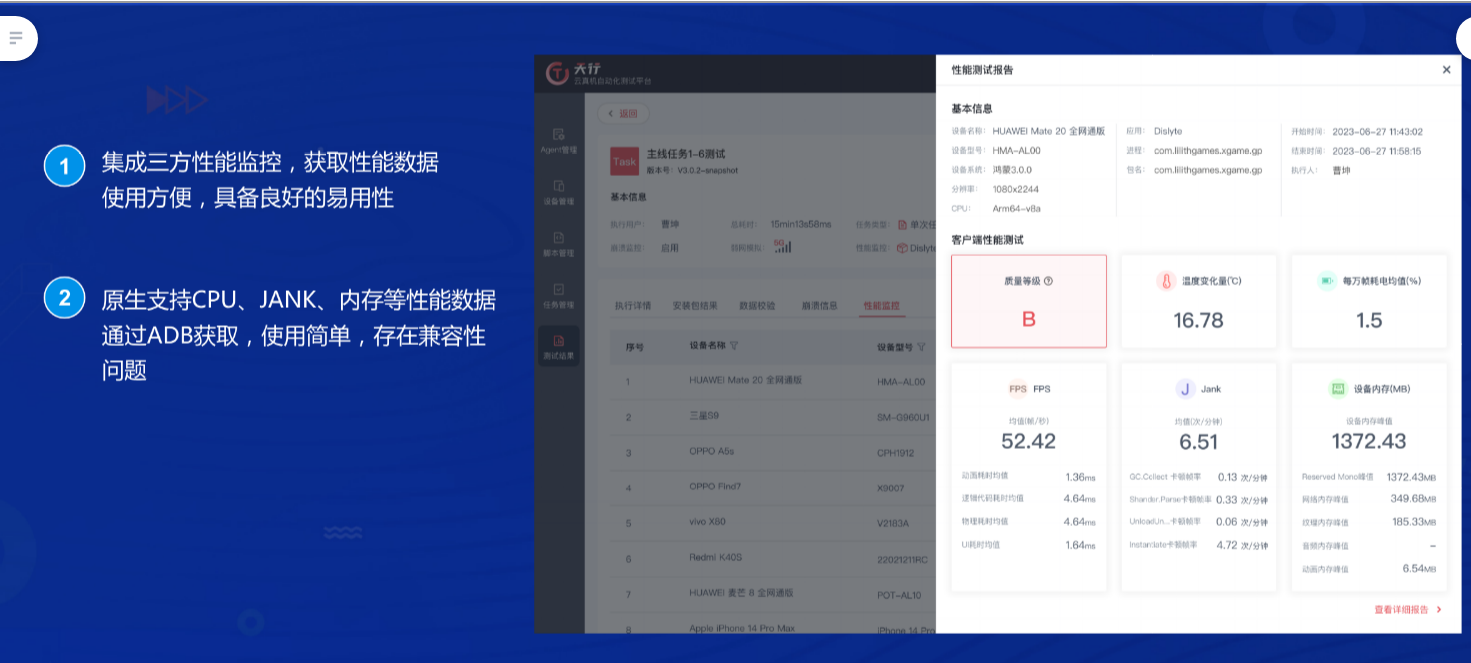 1
集成三方性能监控，获取性能数据
使用方便，具备良好的易用性
2
原生支持CPU、JANK、内存等性能数据
通过ADB获取，使用简单，存在兼容性
问题
天行
云真机自动化测试平台
Agent管理
设备管理
脚本管理
任务管理
测试结果
返回
Task
主线任务1-6测试
版本号：V3.0.2-snapshot
基本信息
执行用户： 曹坤 总耗时： 15min13s58ms 任务类型： 单次任
崩溃监控： 启用 弱网模拟： 5G 性能监控： Dislyte
执行详情 安装包结果 数据校验 崩溃信息 性能监控
序号 设备名称 设备型号
1 HUAWEI Mate 20 全网通版 HMA-AL00
2 三星S9 SM-G960U1
3 OPPO A5s CPH1912
4 OPPO Find7 X9007
5 vivo X80 V2183A
6 Redmi K40S 22021211RC
7 HUAWEI 麦芒 8 全网通版 POT-AL10
8 Apple iPhone 14 Pro Max iPhone 14 Pro
性能测试报告
基本信息
设备名称： HUAWEI Mate 20 全网通版 应用： Dislyte 开始时间： 2023-06-27 11:43:02
设备型号： HMA-AL00 进程： com.lilithgames.xgame.gp 结束时间： 2023-06-27 11:58:15
设备系统： 鸿蒙3.0.0 包名： com.lilithgames.xgame.gp 执行人： 曹坤
分辨率： 1080x2244
CPU： Arm64-v8a
客户端性能测试
质量等级 温度变化量(℃) 每万帧耗电均值(%)
B 16.78 1.5
FPS FPS J Jank 设备内存(MB)
均值(帧/秒) 均值(次/分钟) 设备内存峰值
52.42 6.51 1372.43
动画耗时均值 1.36ms GC.Collect 卡顿帧率 0.13 次/分钟 Reserved Mono峰值 1372.43MB
逻辑代码耗时均值 4.64ms Shander.Parse卡顿帧率 0.33 次/分钟 网络内存峰值 349.68MB
物理耗时均值 4.64ms UnloadUn...卡顿帧率 0.06 次/分钟 纹理内存峰值 185.33MB
UI耗时均值 1.64ms Instantiate卡顿帧率 4.72 次/分钟 音频内存峰值 –
动画内存峰值 6.54MB
查看详细报告